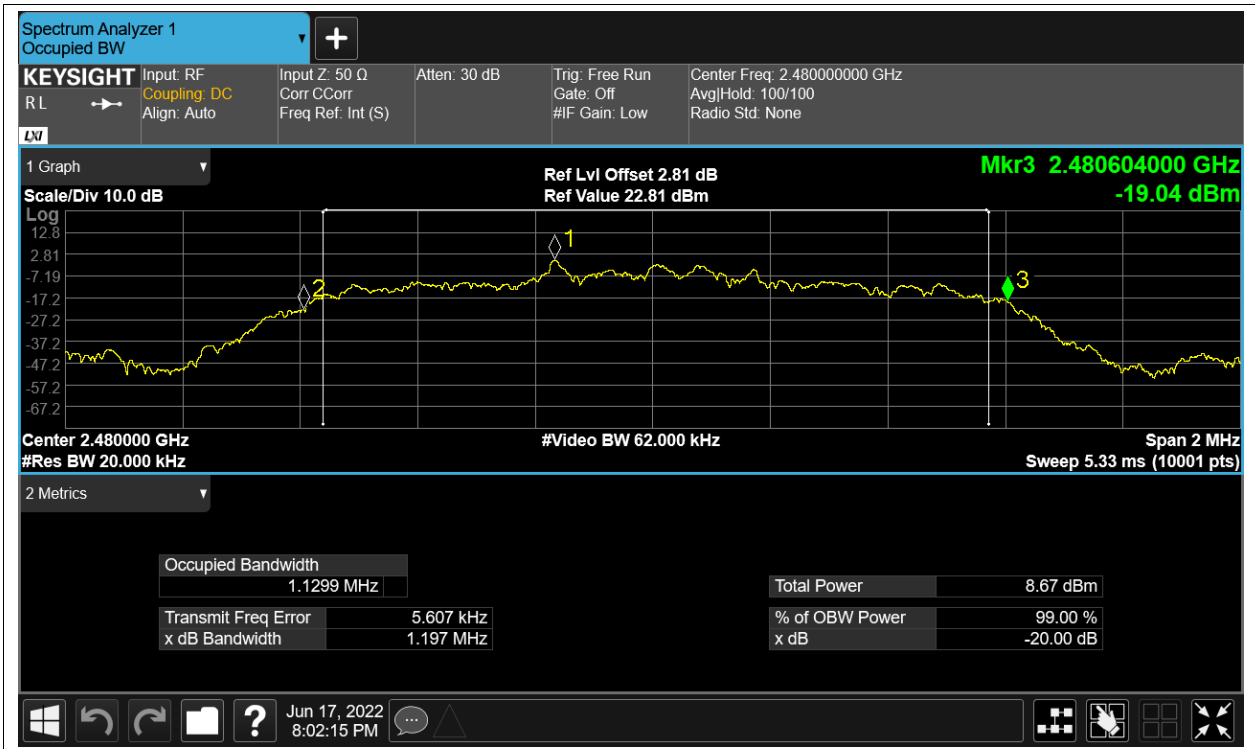 Spectrum Analyzer 1
Occupied BW
KEYSIGHT
R L
LXI
Input: RF
Coupling: DC
Align: Auto
Input Z: 50 Ω
Corr CCorr
Freq Ref: Int (S)
Atten: 30 dB
Trig: Free Run
Gate: Off
#IF Gain: Low
Center Freq: 2.480000000 GHz
Avg|Hold: 100/100
Radio Std: None
1 Graph
Scale/Div 10.0 dB
Ref Lvl Offset 2.81 dB
Ref Value 22.81 dBm
Mkr3 2.480604000 GHz
-19.04 dBm
Log
12.8
2.81
-7.19
-17.2
-27.2
-37.2
-47.2
-57.2
-67.2
1
2
3
Center 2.480000 GHz
#Res BW 20.000 kHz
#Video BW 62.000 kHz
Span 2 MHz
Sweep 5.33 ms (10001 pts)
2 Metrics
Occupied Bandwidth
1.1299 MHz
Transmit Freq Error 5.607 kHz
x dB Bandwidth 1.197 MHz
Total Power 8.67 dBm
% of OBW Power 99.00 %
x dB -20.00 dB
?
Jun 17, 2022
8:02:15 PM